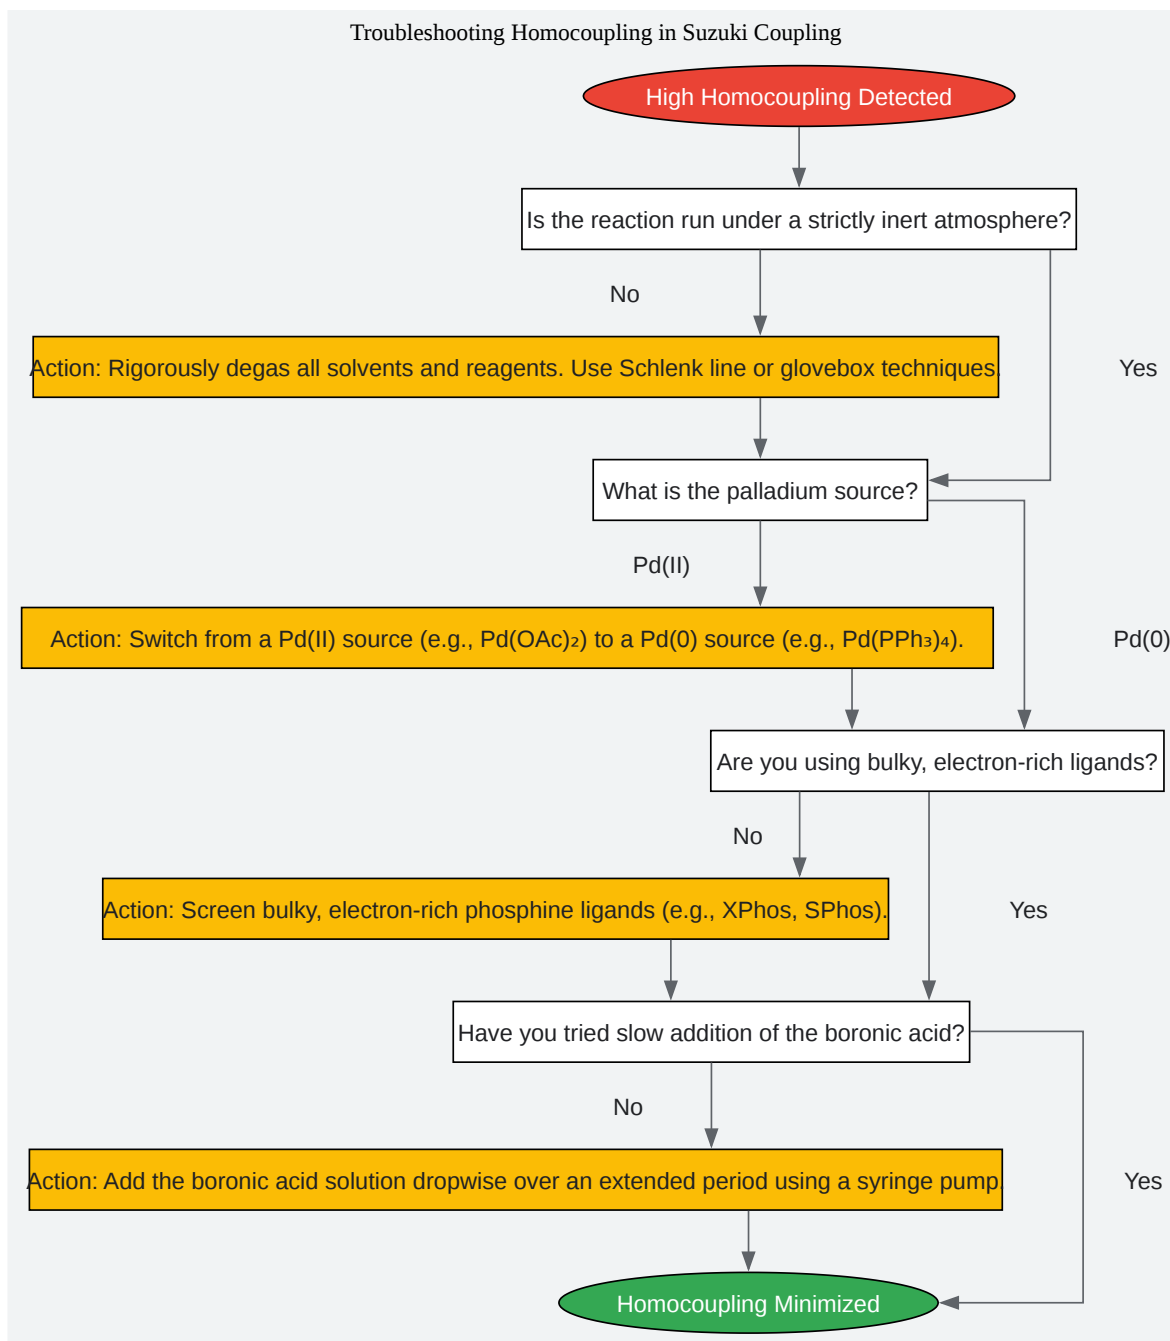 Troubleshooting Homocoupling in Suzuki Coupling
High Homocoupling Detected
Is the reaction run under a strictly inert atmosphere?
No
Action: Rigorously degas all solvents and reagents. Use Schlenk line or glovebox techniques.
Yes
What is the palladium source?
Pd(II)
Action: Switch from a Pd(II) source (e.g., Pd(OAc)₂) to a Pd(0) source (e.g., Pd(PPh₃)₄).
Pd(0)
Are you using bulky, electron-rich ligands?
No
Action: Screen bulky, electron-rich phosphine ligands (e.g., XPhos, SPhos).
Yes
Have you tried slow addition of the boronic acid?
No
Action: Add the boronic acid solution dropwise over an extended period using a syringe pump.
Yes
Homocoupling Minimized